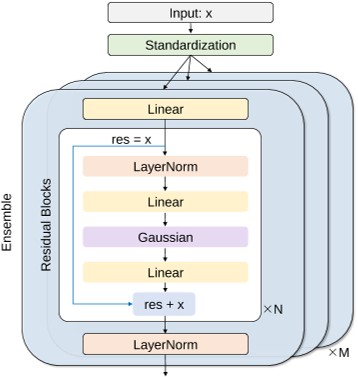 Input: x
Standardization
Linear
res = x
LayerNorm
Linear
Gaussian
Linear
res + x
×N
LayerNorm
×M
Residual Blocks
Ensemble